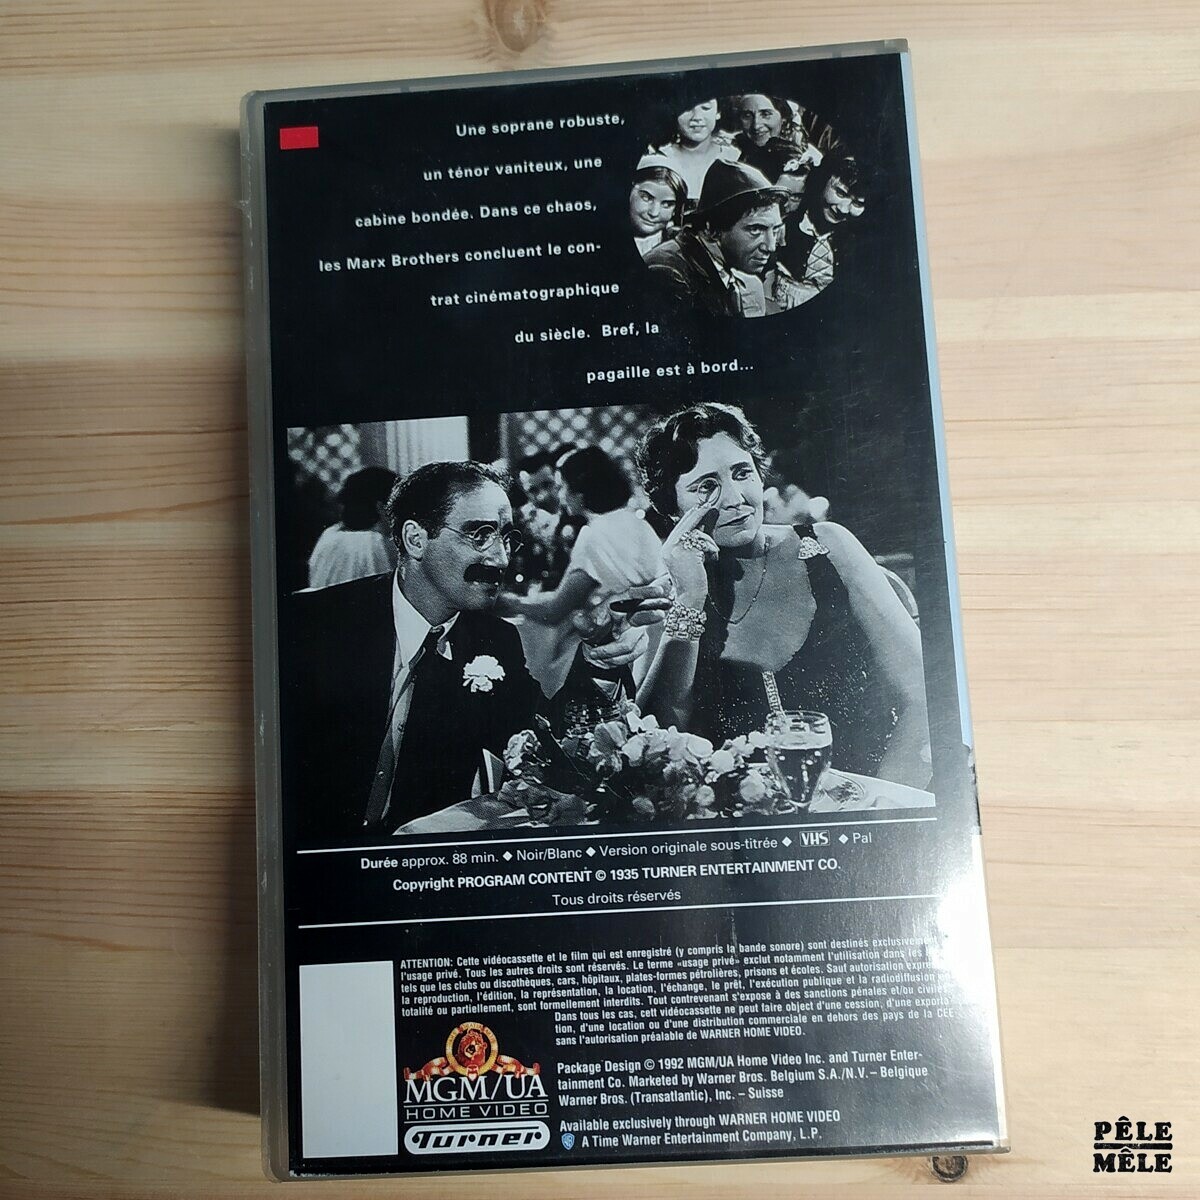 Une soprane robuste,
un ténor vaniteux, une
cabine bondée. Dans ce chaos,
les Marx Brothers concluent le con-
trat cinématographique
du siècle. Bref, la
pagaille est à bord...
Durée approx. 88 min. ◆ Noir/Blanc ◆ Version originale sous-titrée ◆ VHS ◆ Pal
Copyright PROGRAM CONTENT © 1935 TURNER ENTERTAINMENT CO.
Tous droits réservés
ATTENTION: Cette vidéocassette et le film qui est enregistré (y compris la bande sonore) sont destinés
l'usage privé. Tous les autres droits sont réservés. Le terme «usage privé» exclut notamment l'utilisation dans
tels que les clubs ou discothèques, cars, hôpitaux, plates-formes pétrolières, prisons et écoles. Sauf autorisation
la reproduction, l'édition, la représentation, la location, l'échange, le prêt, l'exécution publique et la radiodiffusion
totalité ou partiellement, sont formellement interdits. Tout contrevenant s'expose à des sanctions pénales et/ou
Dans tous les cas, cett vidéocassette ne peut faire object d'une cession, d'une exporta-
tion, d'une location ou d'une distribution commerciale en dehors des pays de la CEE
sans l'autorisation préalable de WARNER HOME VIDEO.
MGM/UA
HOME VIDEO
Turner
Package Design © 1992 MGM/UA Home Video Inc. and Turner Enter-
tainment Co. Marketed by Warner Bros. Belgium S.A./N.V. – Belgique
Warner Bros. (Transatlantic), Inc. – Suisse
Available exclusively through WARNER HOME VIDEO
A Time Warner Entertainment Company, L.P.
PÊLE
MÊLE